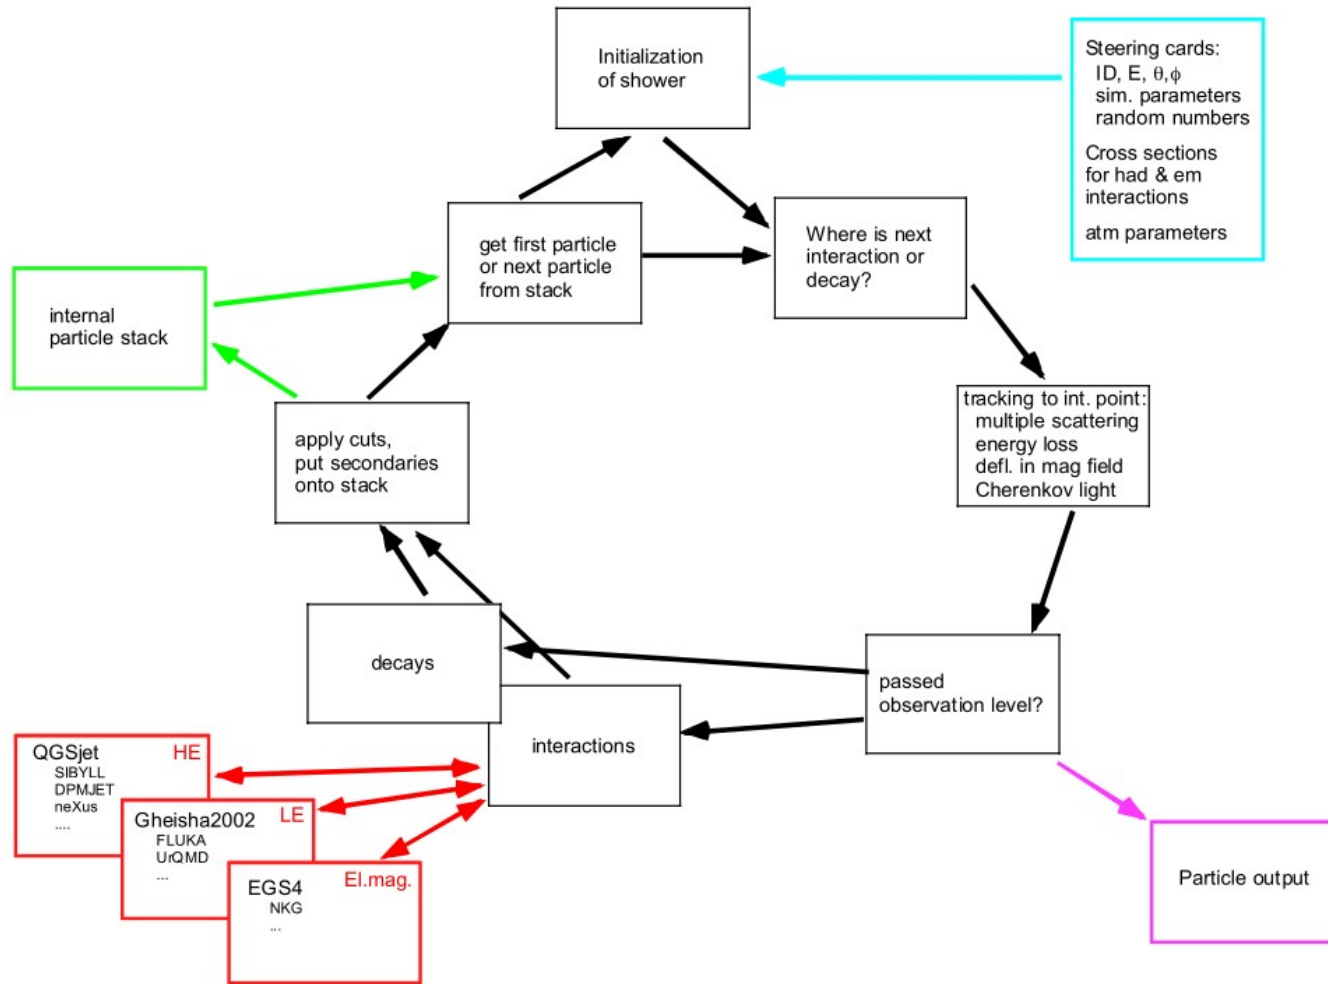 Initialization
of shower
Steering cards:
ID, E, θ,ϕ
sim. parameters
random numbers
Cross sections
for had & em
interactions
atm parameters
get first particle
or next particle
from stack
Where is next
interaction or
decay?
internal
particle stack
tracking to int. point:
multiple scattering
energy loss
defl. in mag field
Cherenkov light
apply cuts,
put secondaries
onto stack
decays
passed
observation level?
interactions
QGSjet HE
SIBYLL
DPMJET
neXus
....
Gheisha2002 LE
FLUKA
UrQMD
...
EGS4 El.mag.
NKG
...
Particle output